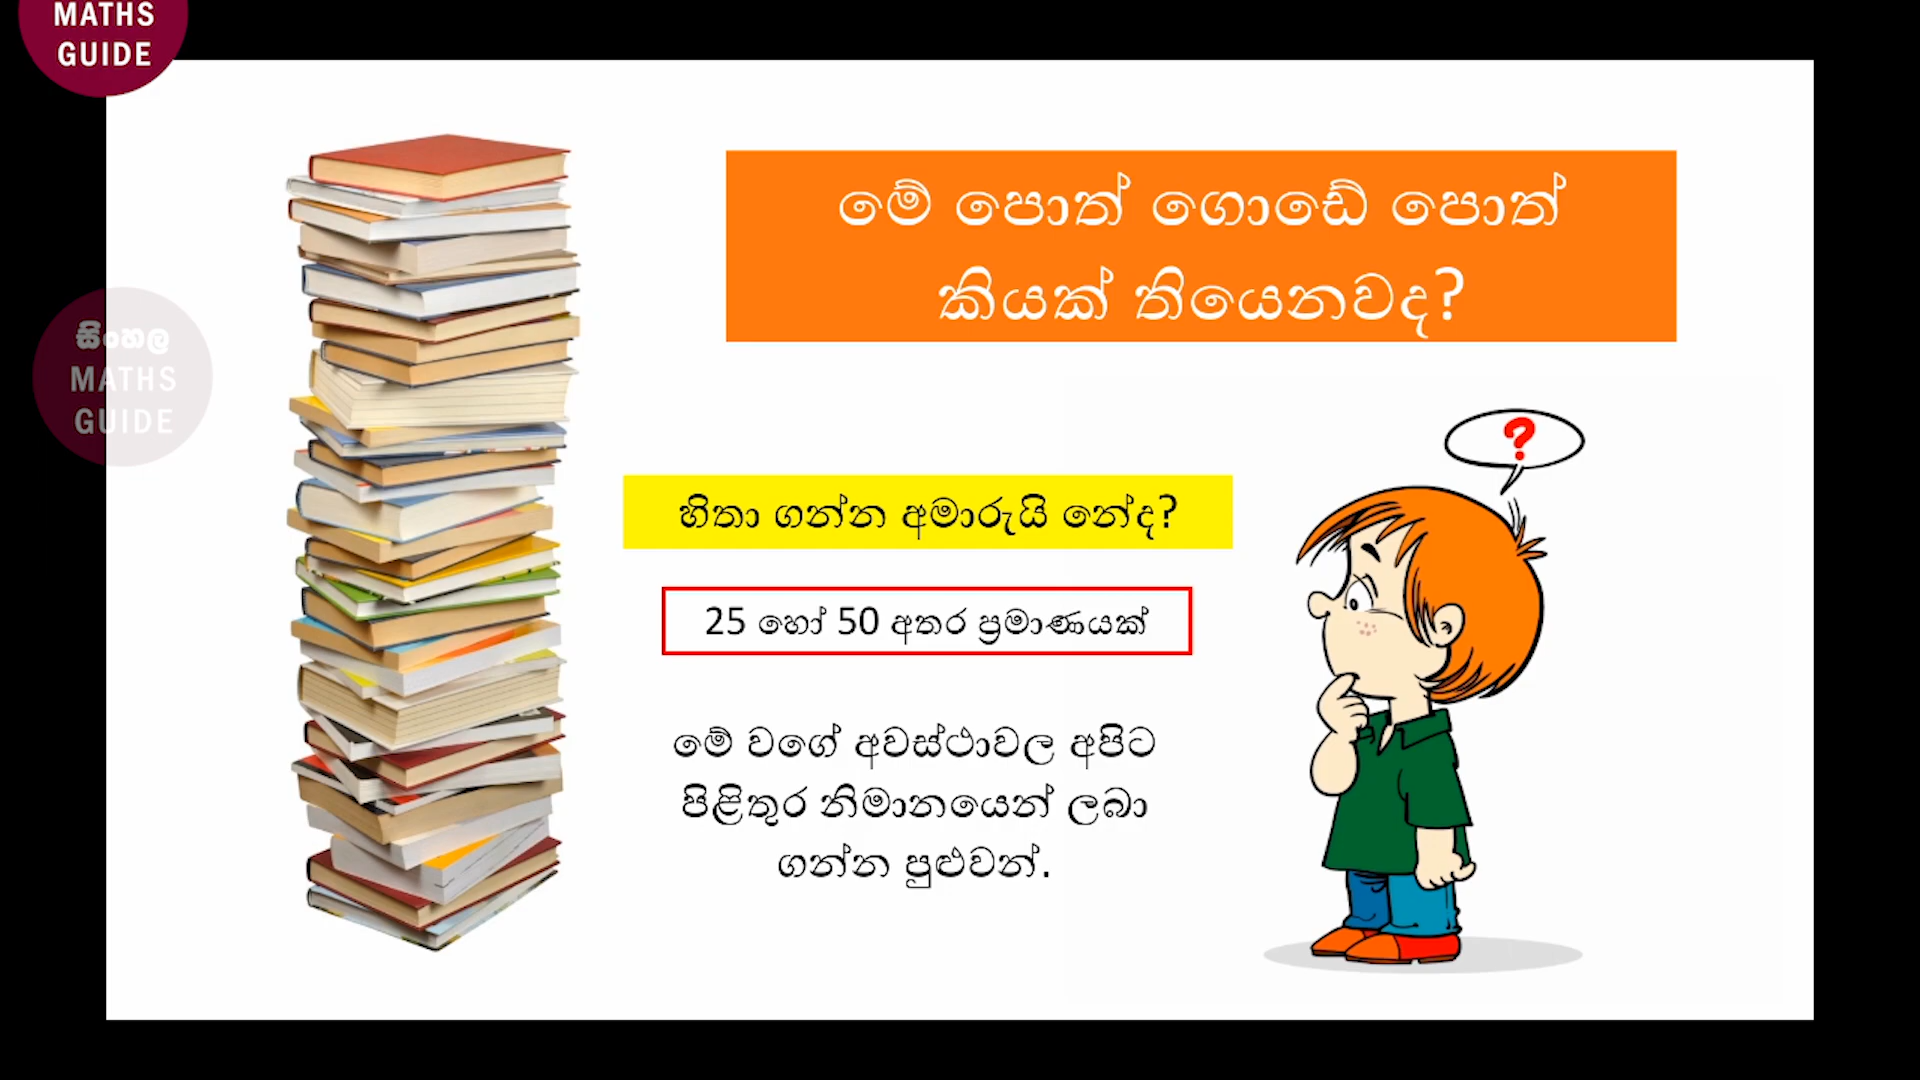 MATHS
GUIDE
මේ පොත් ගොඩේ පොත්
කියක් තියෙනවද?
සිංහල
MATHS
GUIDE
?
හිතා ගන්න අමාරුයි නේද?
25 හෝ 50 අතර ප්‍රමාණයක්
මේ වගේ අවස්ථාවල අපිට
පිළිතුර නිමානයෙන් ලබා
ගන්න පුළුවන්.